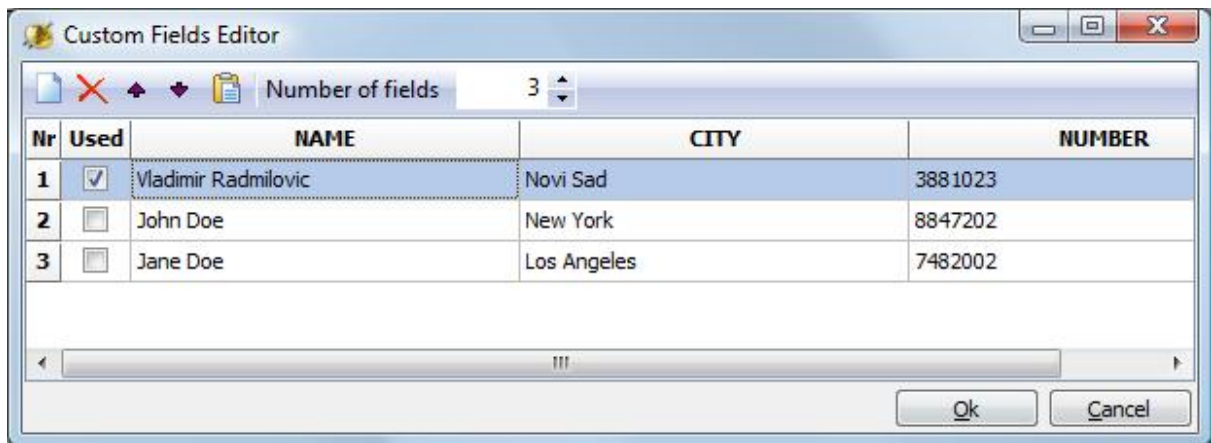 Custom Fields Editor
Number of fields 3
Nr Used NAME CITY NUMBER
1 Vladimir Radmilovic Novi Sad 3881023
2 John Doe New York 8847202
3 Jane Doe Los Angeles 7482002
Ok Cancel